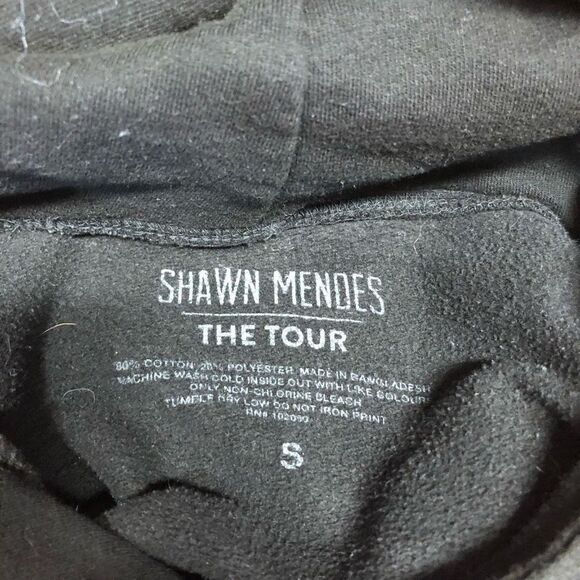 SHAWN MENDES
THE TOUR
80% COTTON 20% POLYESTER MADE IN BANGLADESH
MACHINE WASH COLD INSIDE OUT WITH LIKE COLOURS
ONLY NON-CHLORINE BLEACH
TUMBLE DRY LOW DO NOT IRON PRINT
RN#
S